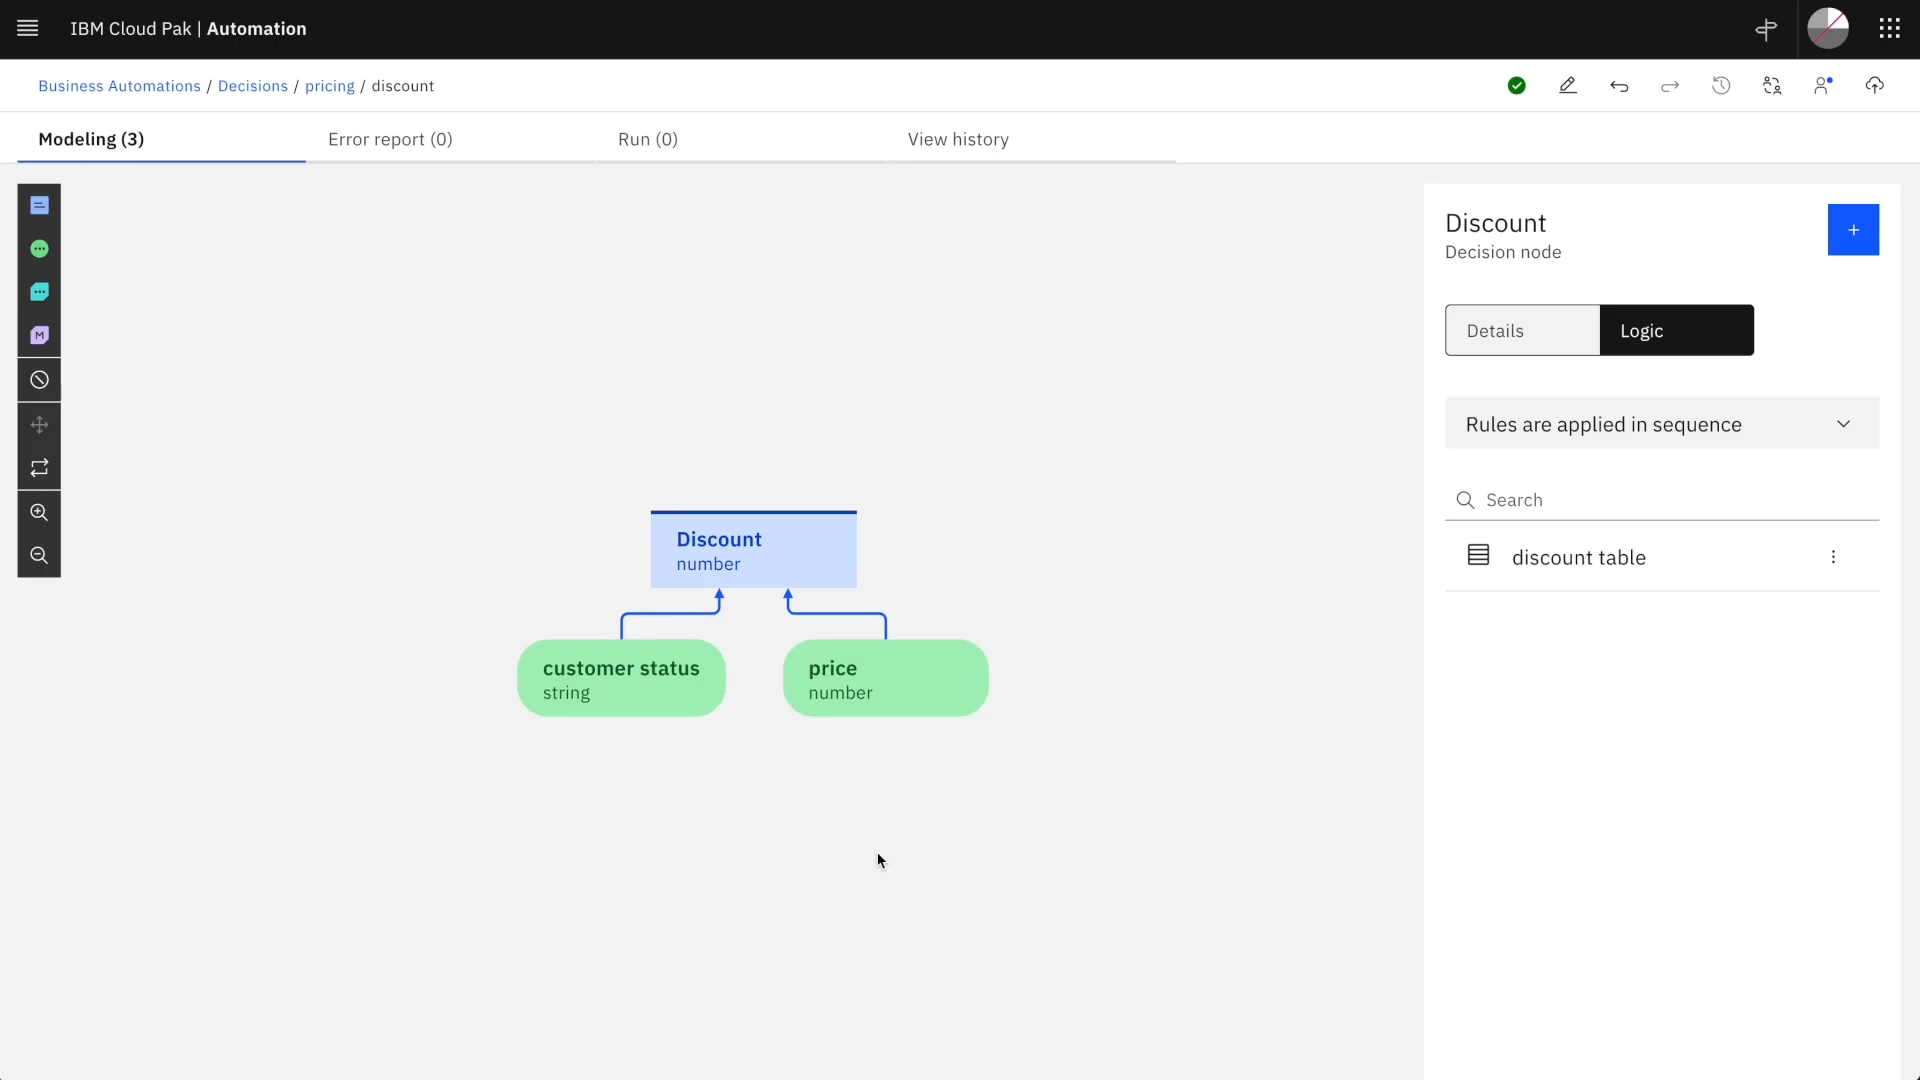 IBM Cloud Pak | Automation
Business Automations / Decisions / pricing / discount
Modeling (3)
Error report (0)
Run (0)
View history
M
Discount
Decision node
+
Details
Logic
Rules are applied in sequence
Search
discount table
Discount
number
customer status
string
price
number